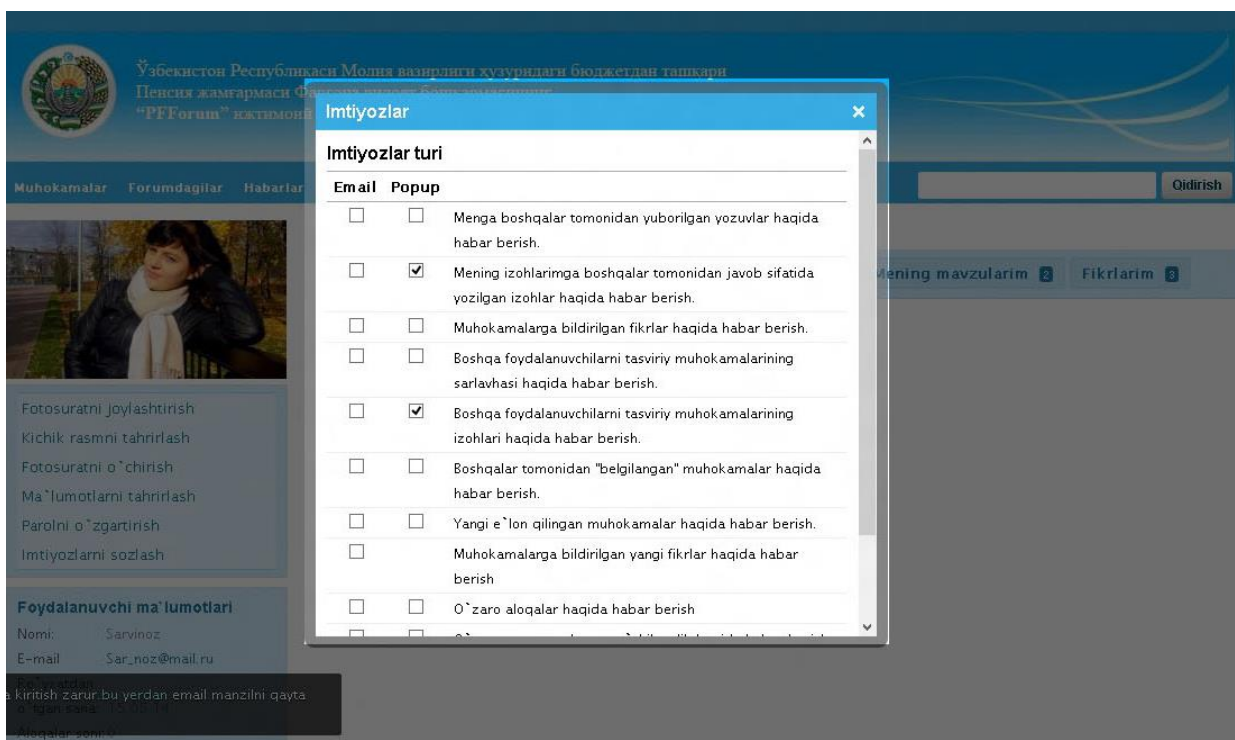 Ўзбекистон Республикаси Молия вазирлиги ҳузуридаги бюджетдан ташқари
Пенсия жамғармаси
“PFForum” ижтимоий
Imtiyozlar
Imtiyozlar turi
Email Popup
Menga boshqalar tomonidan yuborilgan yozuvlar haqida
habar berish.
Mening izohlarimga boshqalar tomonidan javob sifatida
yozilgan izohlar haqida habar berish.
Muhokamalarga bildirilgan fikrlar haqida habar berish.
Boshqa foydalanuvchilarni tasviriy muhokamalarining
sarlavhasi haqida habar berish.
Boshqa foydalanuvchilarni tasviriy muhokamalarining
izohlari haqida habar berish.
Boshqalar tomonidan "belgilangan" muhokamalar haqida
habar berish.
Yangi e`lon qilingan muhokamalar haqida habar berish.
Muhokamalarga bildirilgan yangi fikrlar haqida habar
berish
O`zaro aloqalar haqida habar berish
Muhokamalar Forumdagilar Habarlar
Qidirish
Mening mavzularim 2 Fikrlarim 3
Fotosuratni joylashtirish
Kichik rasmni tahrirlash
Fotosuratni o`chirish
Ma`lumotlarni tahrirlash
Parolni o`zgartirish
Imtiyozlarni sozlash
Foydalanuvchi ma`lumotlari
Nomi: Sarvinoz
E-mail Sar_noz@mail.ru
kiritish zarur.bu yerdan email manzilni qayta
Aloqalar soni: